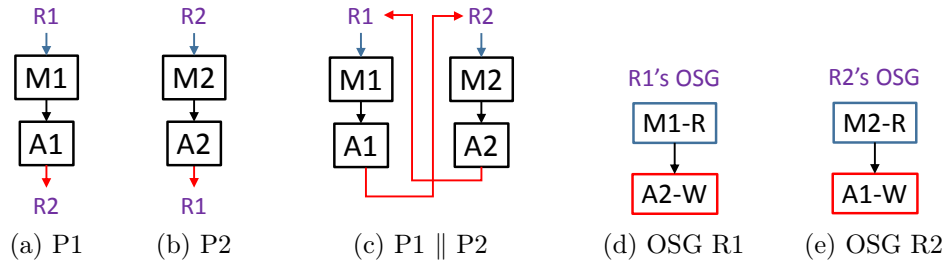 R1
M1
A1
R2
(a) P1
R2
M2
A2
R1
(b) P2
R1
R2
M1
M2
A1
A2
(c) P1 ∥ P2
R1's OSG
M1-R
A2-W
(d) OSG R1
R2's OSG
M2-R
A1-W
(e) OSG R2